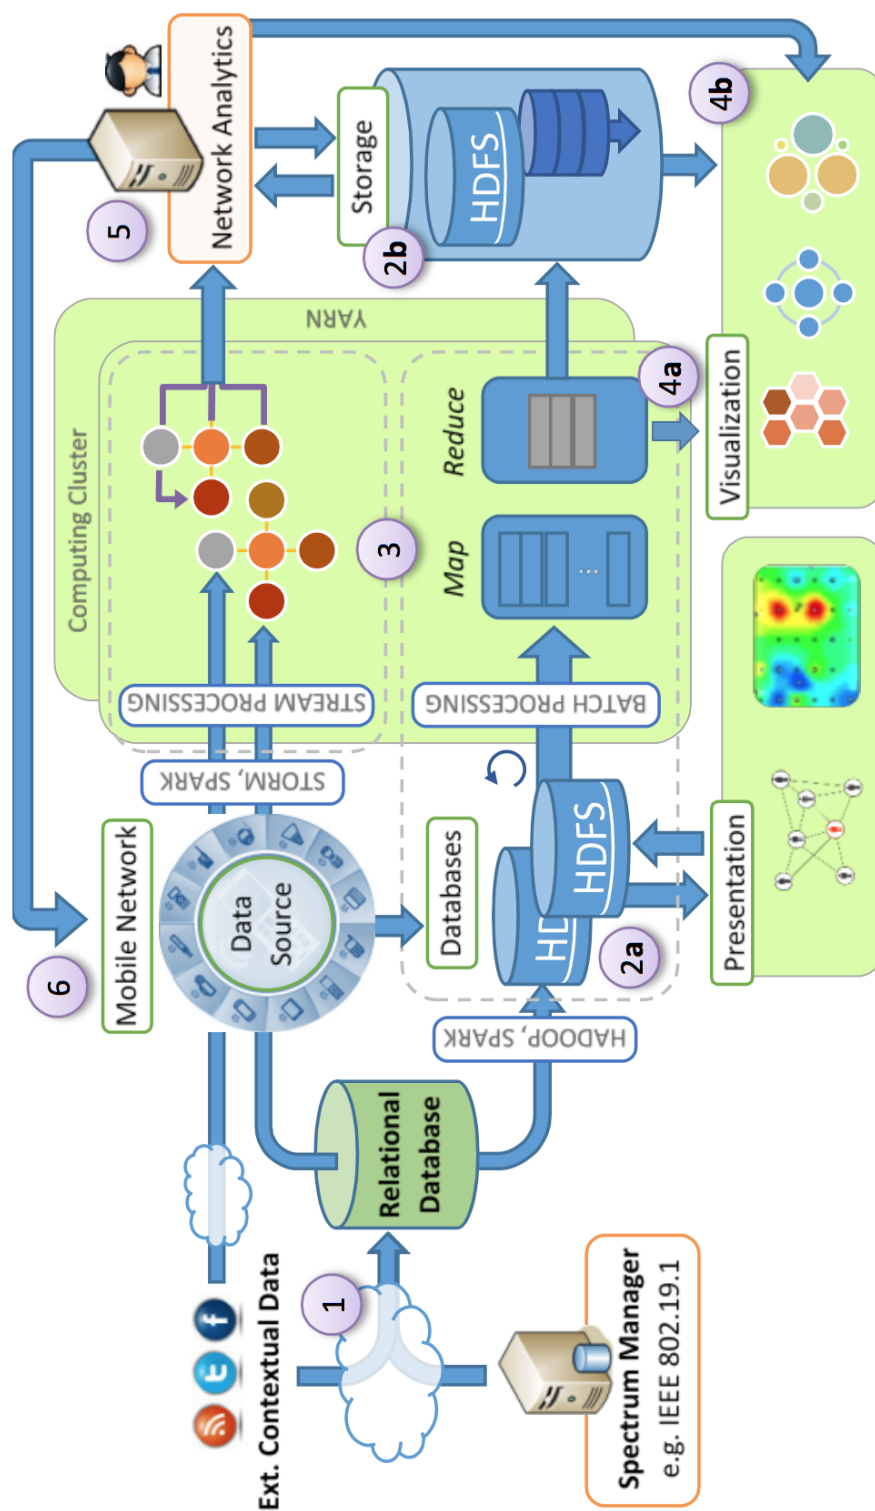 6
Mobile Network
Data
Source
STORM, SPARK
STREAM PROCESSING
Computing Cluster
YARN
5
Network Analytics
Ext. Contextual Data
1
Relational
Database
Spectrum Manager
e.g. IEEE 802.19.1
HADOOP, SPARK
Databases
HD
HDFS
2a
BATCH PROCESSING
3
Map
...
Reduce
4a
Storage
2b
HDFS
4b
Presentation
Visualization